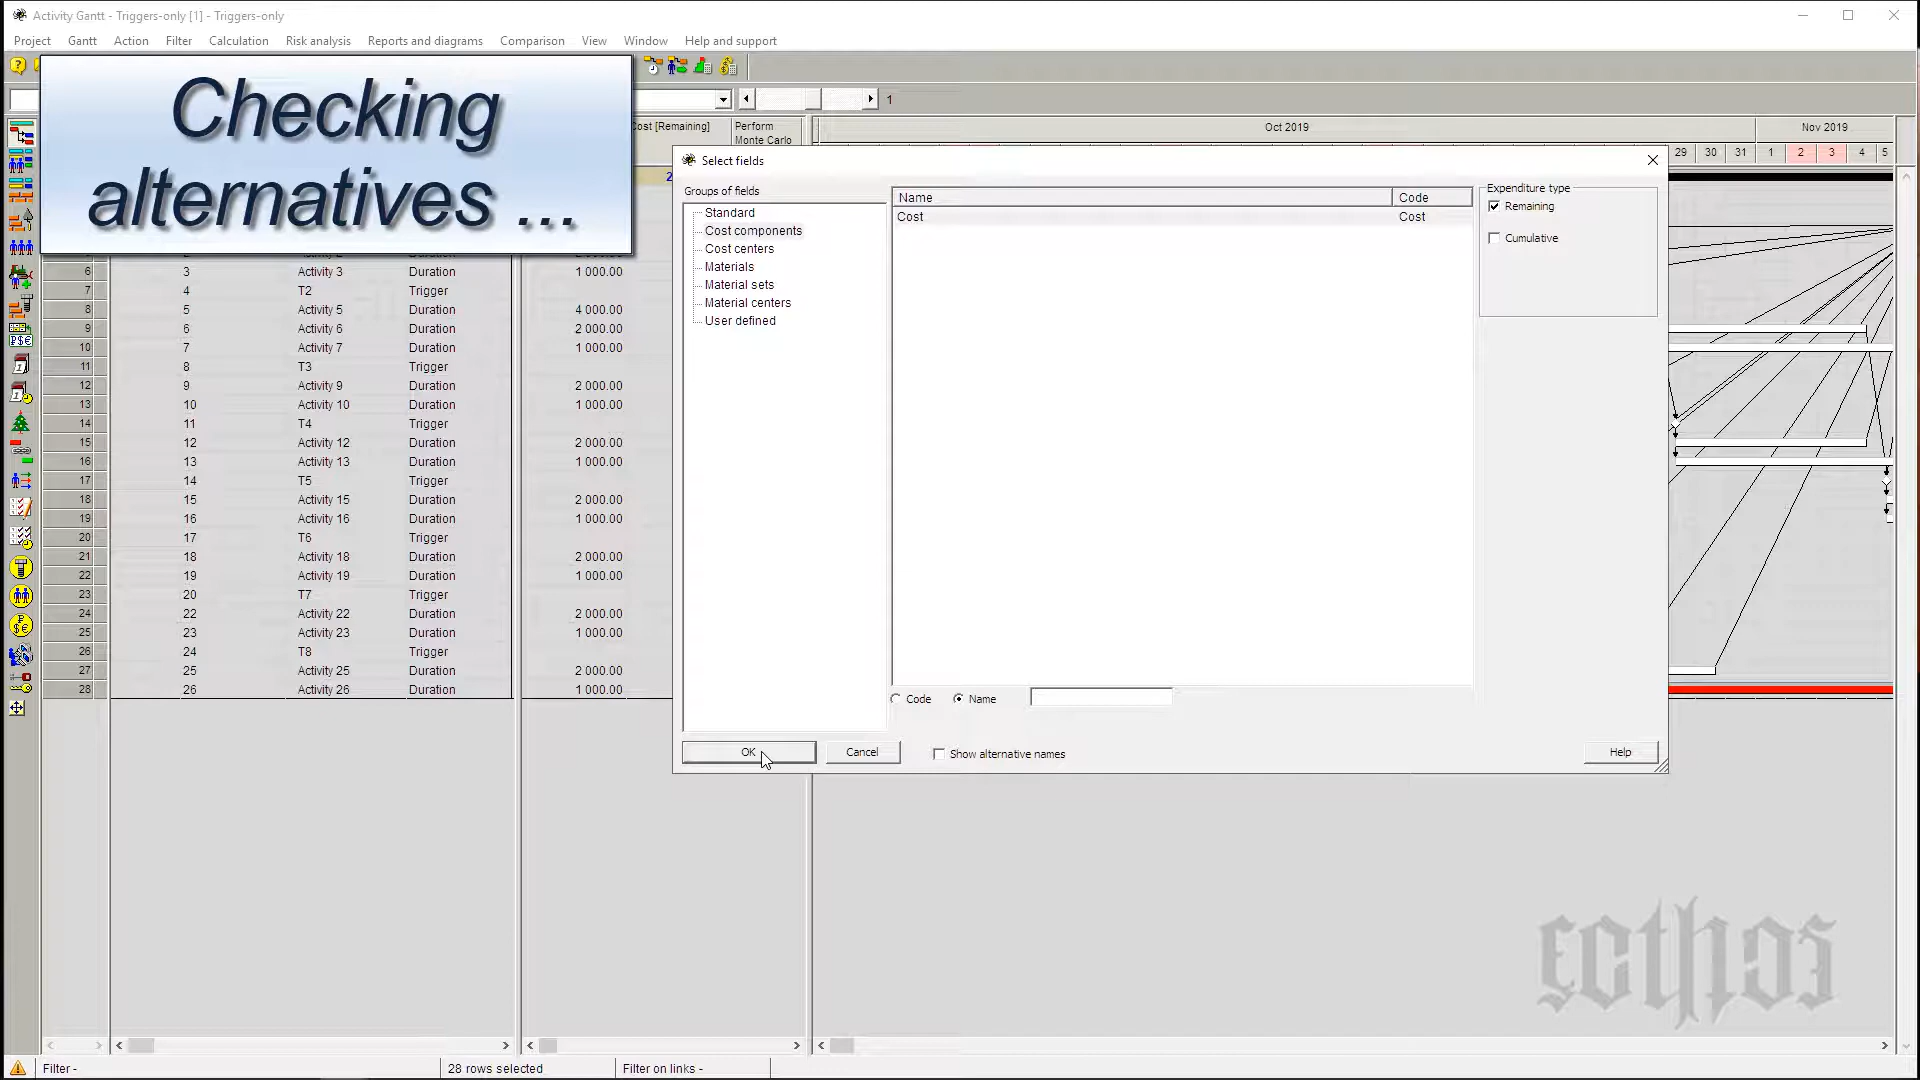 Activity Gantt - Triggers-only [1] - Triggers-only
Project Gantt Action Filter Calculation Risk analysis Reports and diagrams Comparison View Window Help and support
Checking
alternatives ...
1
Cost [Remaining] Perform
Monte Carlo
Oct 2019 Nov 2019
29 30 31 1 2 3 4 5
Select fields
Groups of fields
Standard
Cost components
Cost centers
Materials
Material sets
Material centers
User defined
Name Code
Cost Cost
Expenditure type
Remaining
Cumulative
Code Name
OK Cancel Show alternative names Help
6 3 Activity 3 Duration 1 000.00
7 4 T2 Trigger
8 5 Activity 5 Duration 4 000.00
9 6 Activity 6 Duration 2 000.00
10 7 Activity 7 Duration 1 000.00
11 8 T3 Trigger
12 9 Activity 9 Duration 2 000.00
13 10 Activity 10 Duration 1 000.00
14 11 T4 Trigger
15 12 Activity 12 Duration 2 000.00
16 13 Activity 13 Duration 1 000.00
17 14 T5 Trigger
18 15 Activity 15 Duration 2 000.00
19 16 Activity 16 Duration 1 000.00
20 17 T6 Trigger
21 18 Activity 18 Duration 2 000.00
22 19 Activity 19 Duration 1 000.00
23 20 T7 Trigger
24 22 Activity 22 Duration 2 000.00
25 23 Activity 23 Duration 1 000.00
26 24 T8 Trigger
27 25 Activity 25 Duration 2 000.00
28 26 Activity 26 Duration 1 000.00
Filter - 28 rows selected Filter on links -